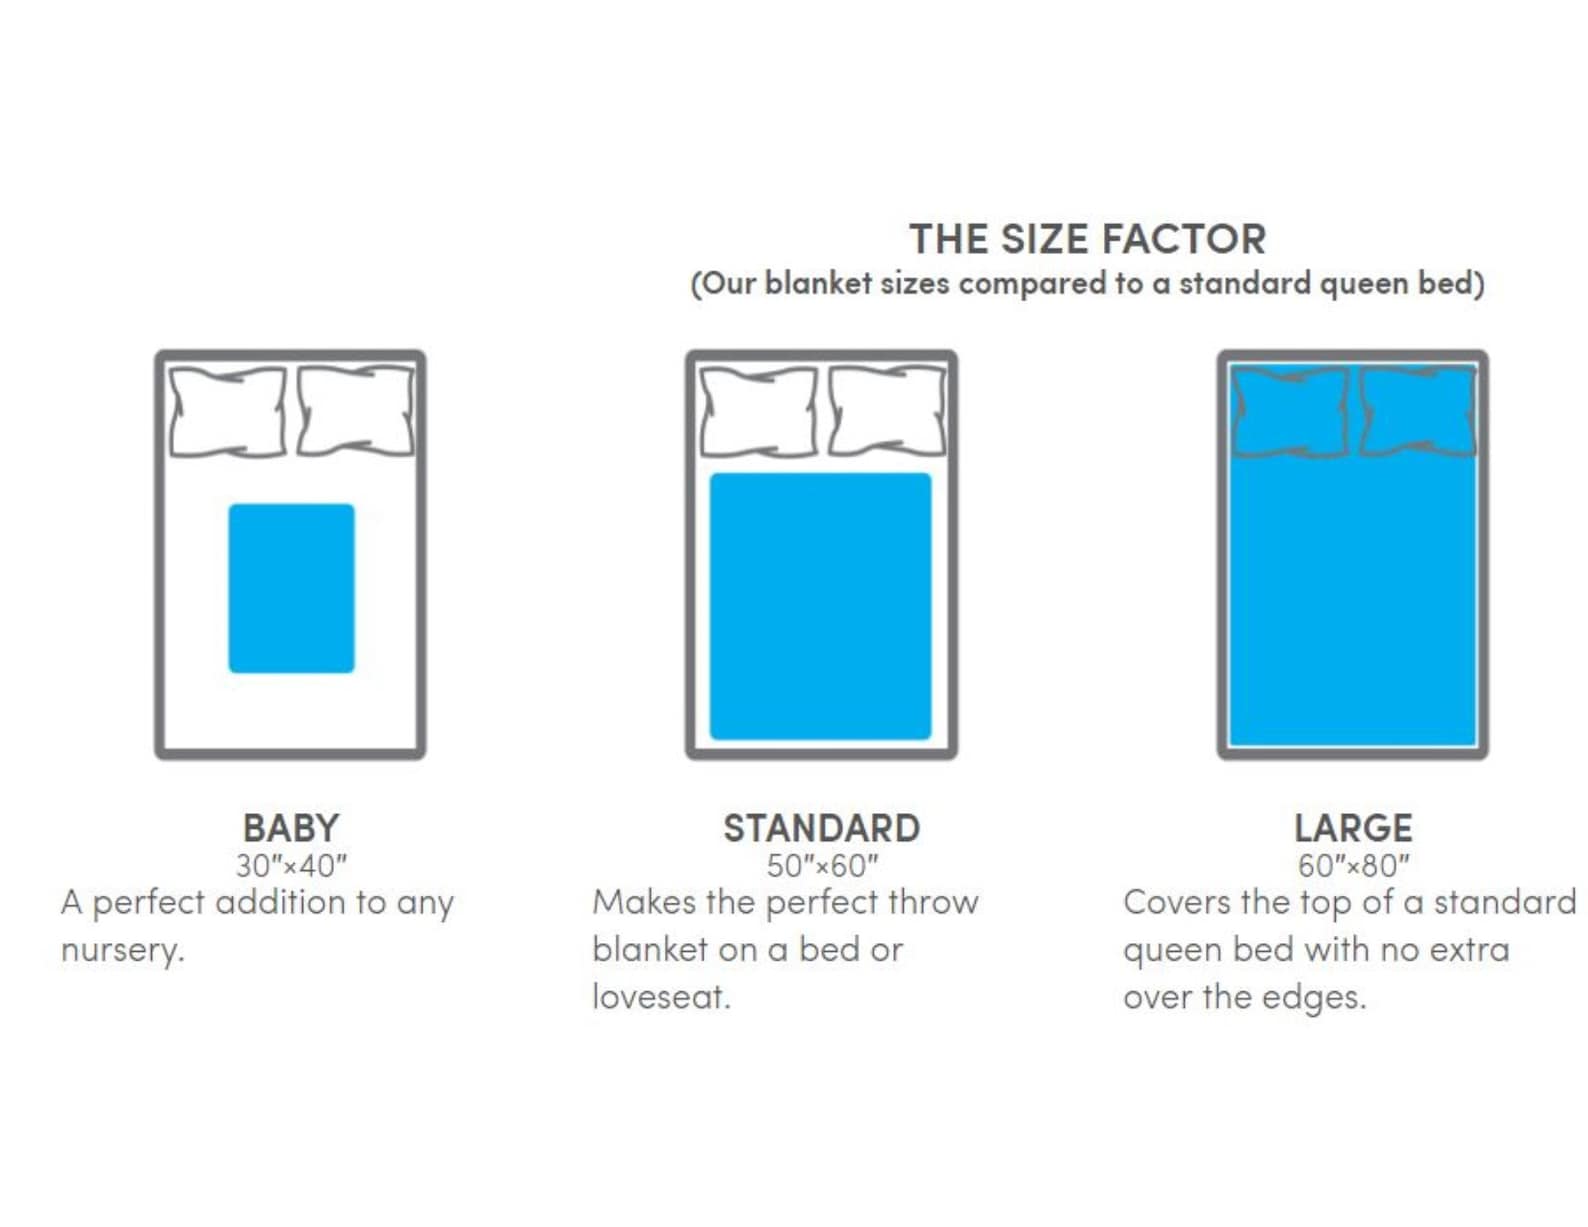 THE SIZE FACTOR
(Our blanket sizes compared to a standard queen bed)
BABY
30"×40"
A perfect addition to any
nursery.
STANDARD
50"×60"
Makes the perfect throw
blanket on a bed or
loveseat.
LARGE
60"×80"
Covers the top of a standard
queen bed with no extra
over the edges.